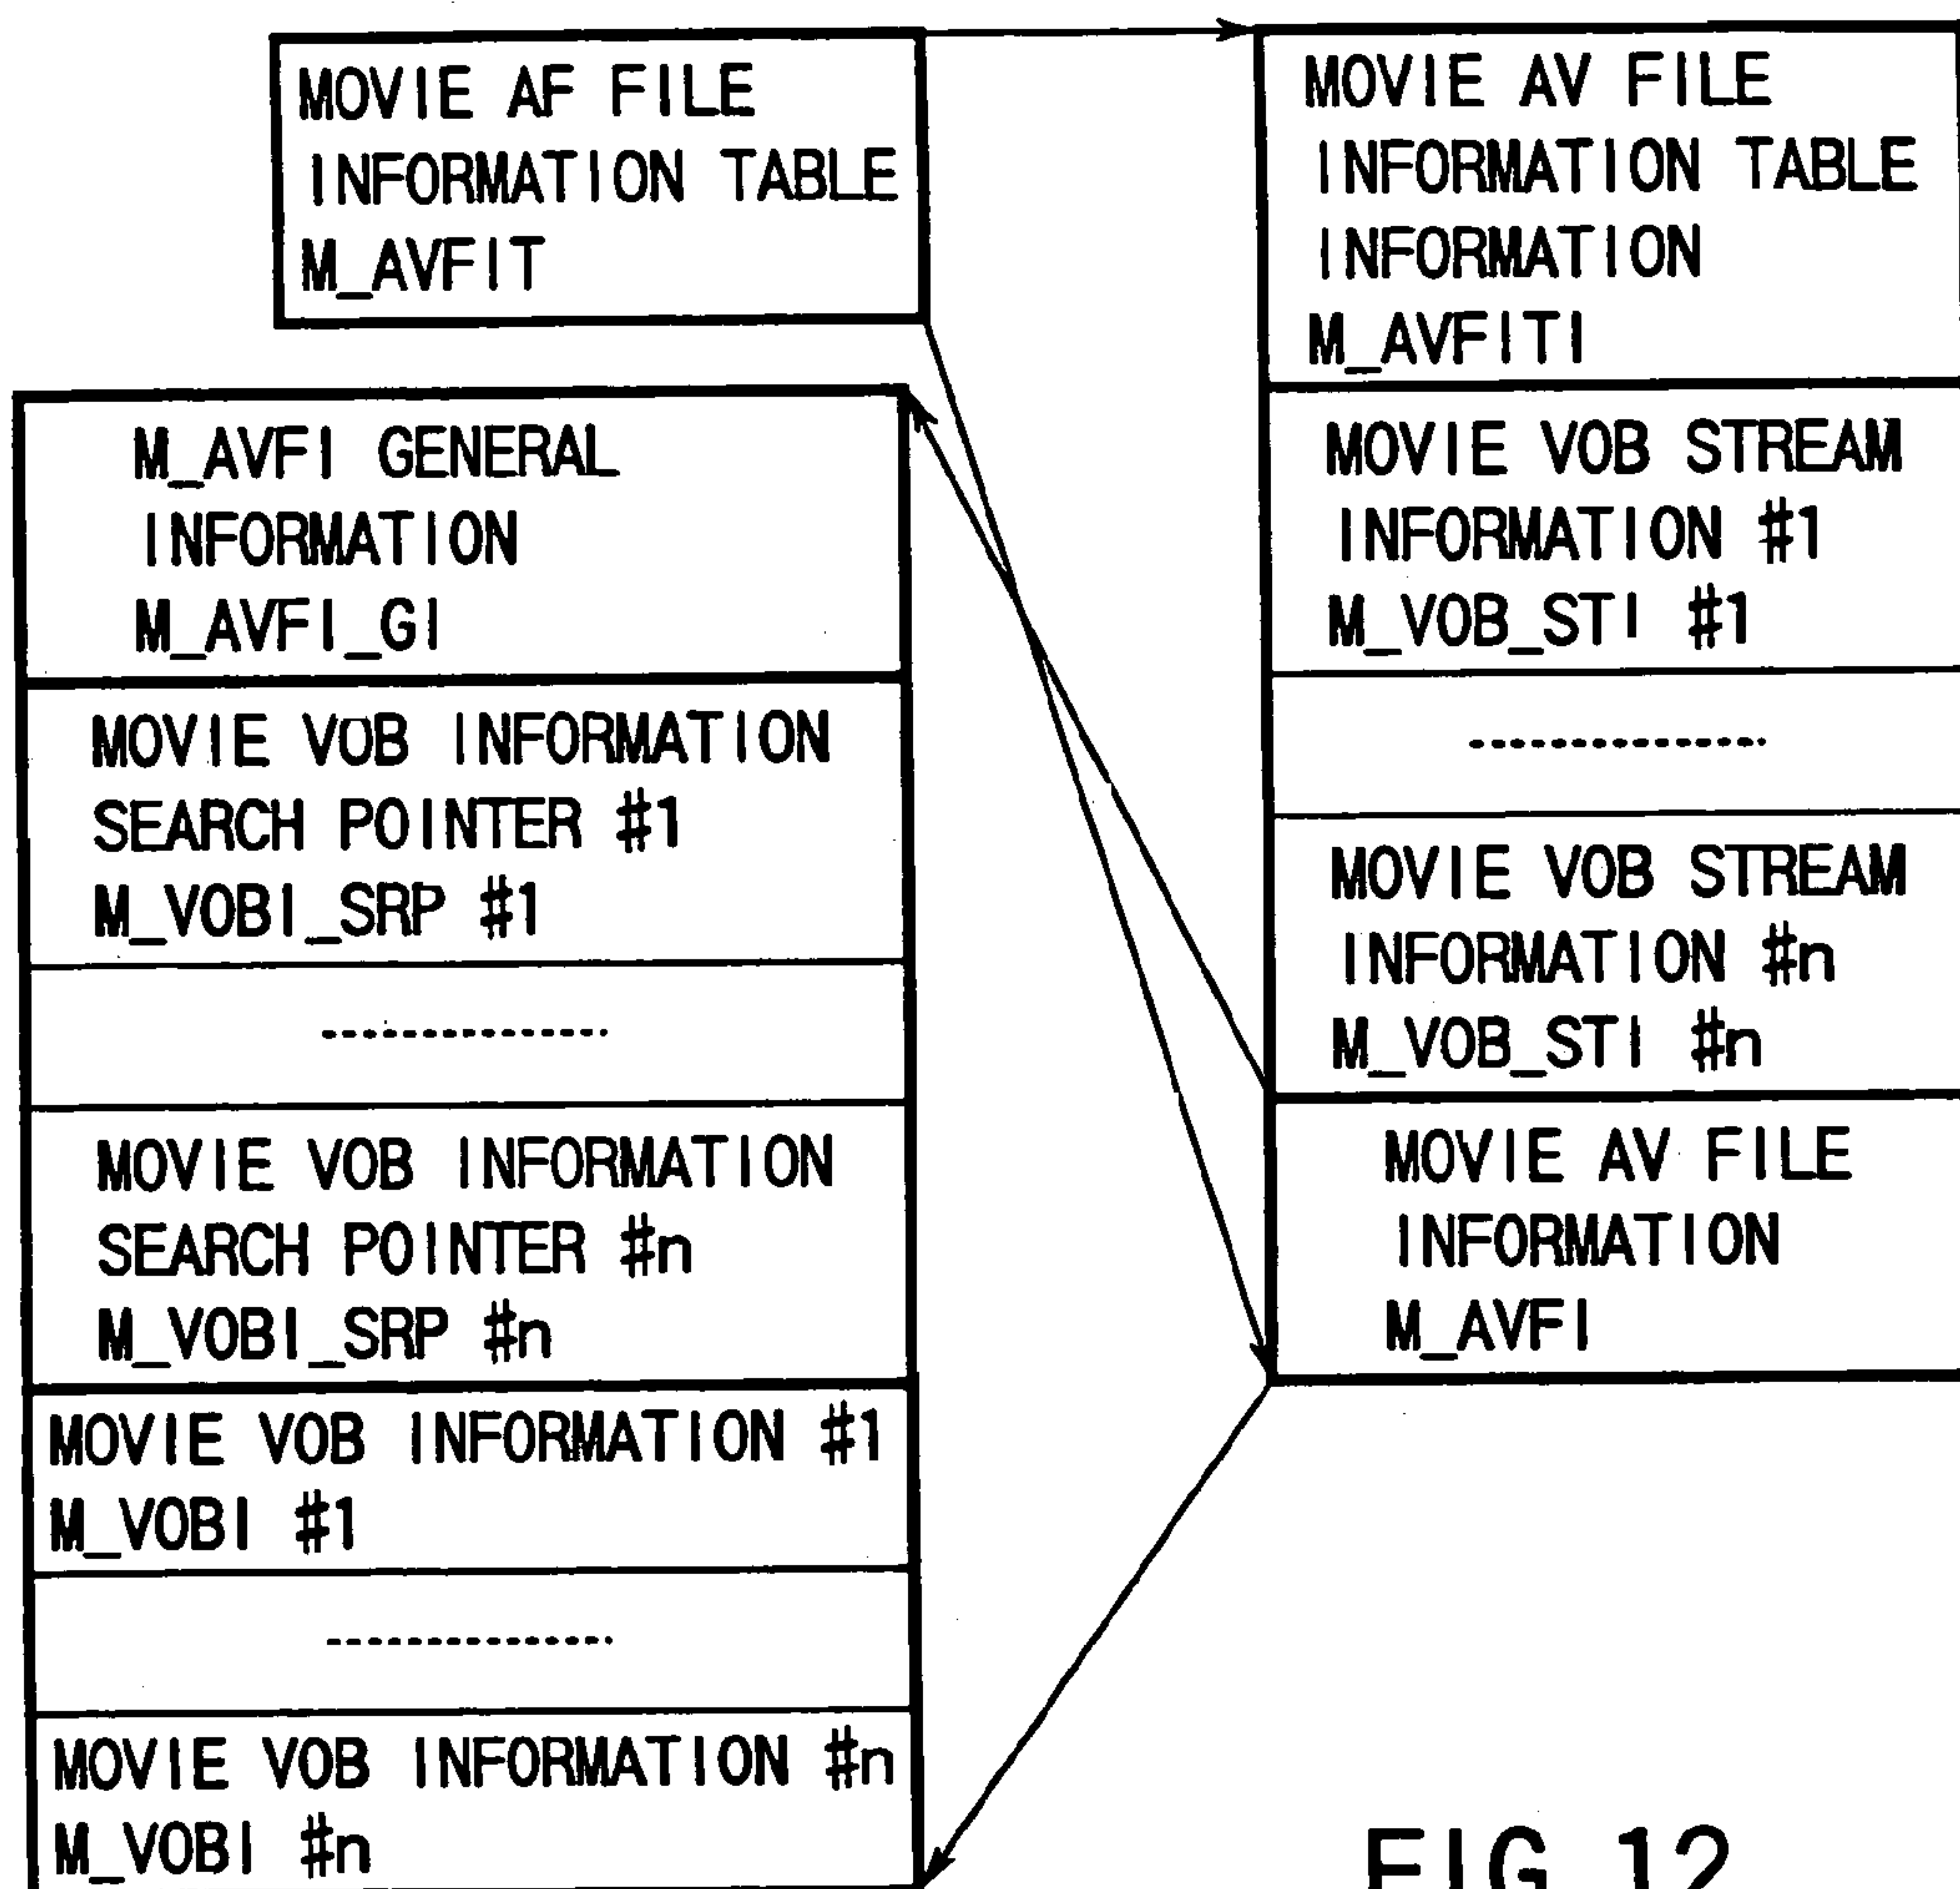 MOVIE AF FILE
INFORMATION TABLE
M_AVFIT
MOVIE AV FILE
INFORMATION TABLE
INFORMATION
M_AVFITI
MOVIE VOB STREAM
INFORMATION #1
M_VOB_STI #1
MOVIE VOB STREAM
INFORMATION #n
M_VOB_STI #n
MOVIE AV FILE
INFORMATION
M_AVFI
M_AVFI GENERAL
INFORMATION
M_AVFI_GI
MOVIE VOB INFORMATION
SEARCH POINTER #1
M_VOBI_SRP #1
MOVIE VOB INFORMATION
SEARCH POINTER #n
M_VOBI_SRP #n
MOVIE VOB INFORMATION #1
M_VOBI #1
MOVIE VOB INFORMATION #n
M_VOBI #n
FIG. 12